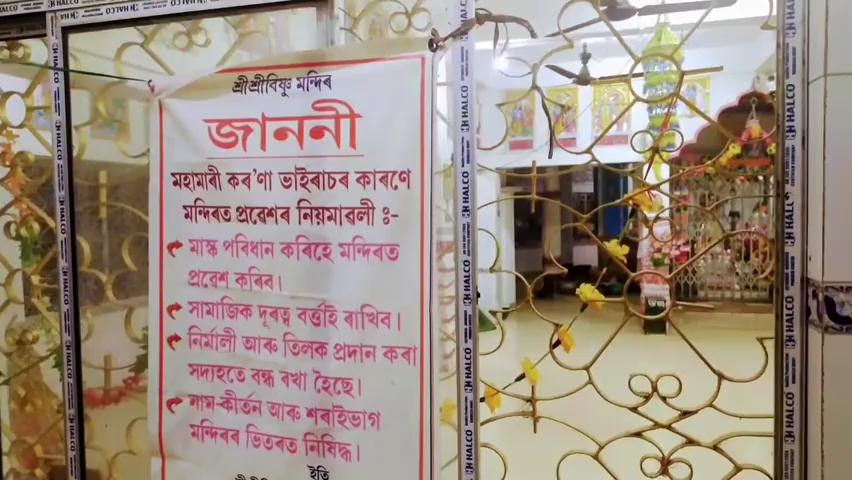 শ্ৰীশ্ৰীবিষ্ণু মন্দিৰ
জাননী
মহামাৰী কৰ'ণা ভাইৰাচৰ কাৰণে
মন্দিৰত প্ৰৱেশৰ নিয়মাৱলী ঃ-
মাস্ক পৰিধান কৰিহে মন্দিৰত
প্ৰৱেশ কৰিব।
সামাজিক দূৰত্ব বৰ্ত্তাই ৰাখিব।
নিৰ্মালী আৰু তিলক প্ৰদান কৰা
সদ্যহতে বন্ধ ৰখা হৈছে।
নাম-কীৰ্তন আৰু শৰাইভাগ
মন্দিৰৰ ভিতৰত নিষিদ্ধ।
ইতি
HALCO